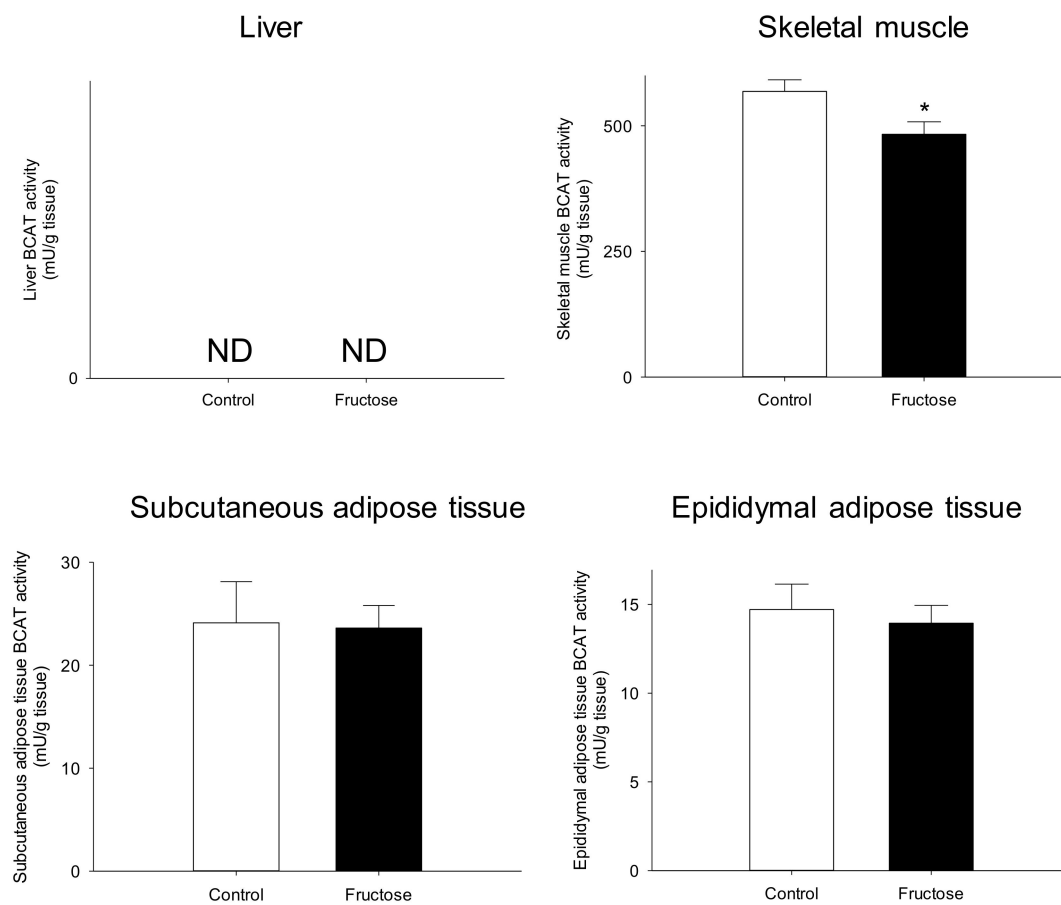 Liver
Liver BCAT activity
(mU/g tissue)
ND
ND
0
Control
Fructose
Skeletal muscle
Skeletal muscle BCAT activity
(mU/g tissue)
500
250
0
*
Control
Fructose
Subcutaneous adipose tissue
Subcutaneous adipose tissue BCAT activity
(mU/g tissue)
30
20
10
0
Control
Fructose
Epididymal adipose tissue
Epididymal adipose tissue BCAT activity
(mU/g tissue)
15
10
5
0
Control
Fructose